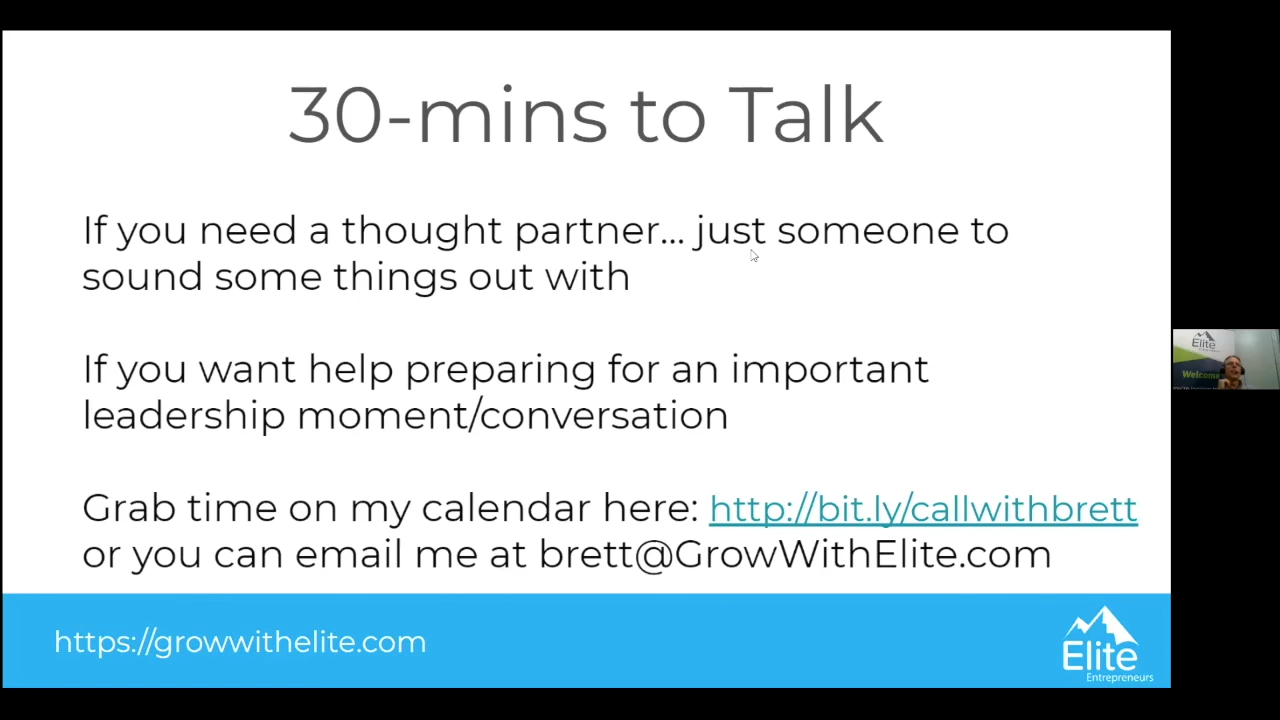 30-mins to Talk
If you need a thought partner... just someone to
sound some things out with
If you want help preparing for an important
leadership moment/conversation
Grab time on my calendar here: http://bit.ly/callwithbrett
or you can email me at brett@GrowWithElite.com
https://growwithelite.com
Elite
Entrepreneurs
Elite
Welcome